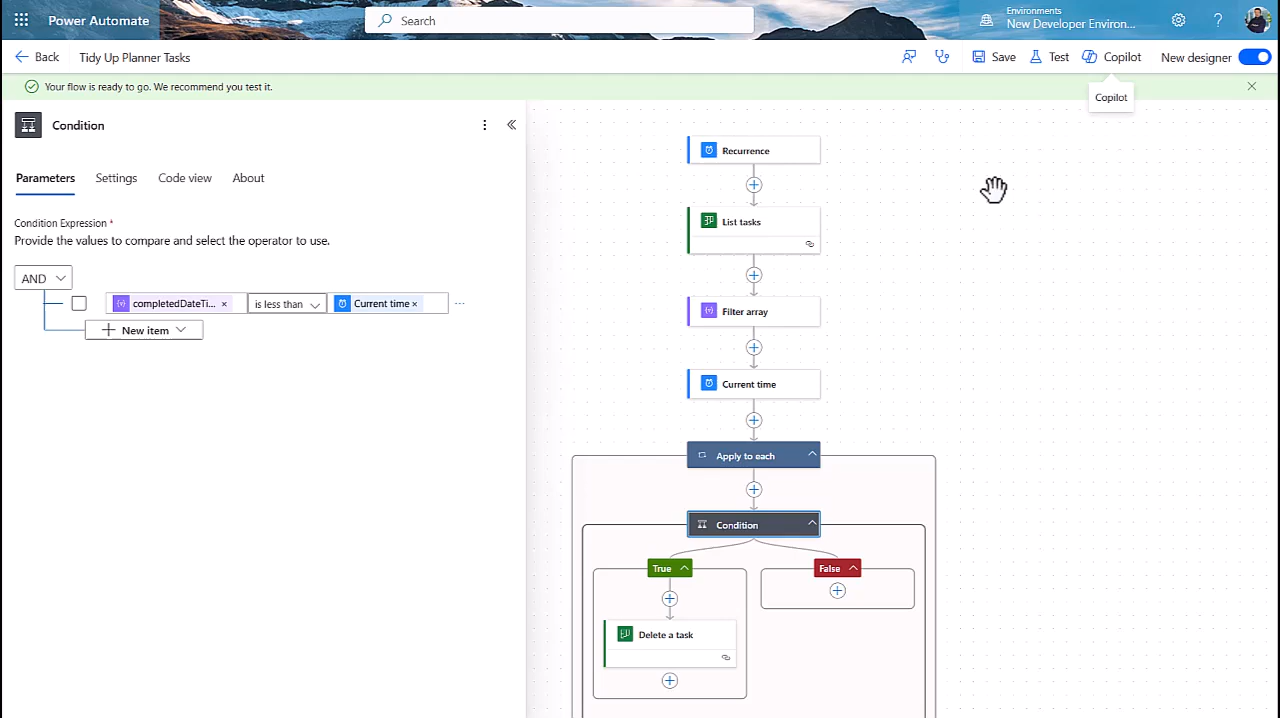 Power Automate
Search
Environments
New Developer Environ...
?
Back
Tidy Up Planner Tasks
Save
Test
Copilot
New designer
Your flow is ready to go. We recommend you test it.
Copilot
Condition
Parameters
Settings
Code view
About
Condition Expression *
Provide the values to compare and select the operator to use.
AND
completedDateTi... ×
is less than
Current time ×
...
New item
Recurrence
List tasks
Filter array
Current time
Apply to each
Condition
True
False
Delete a task